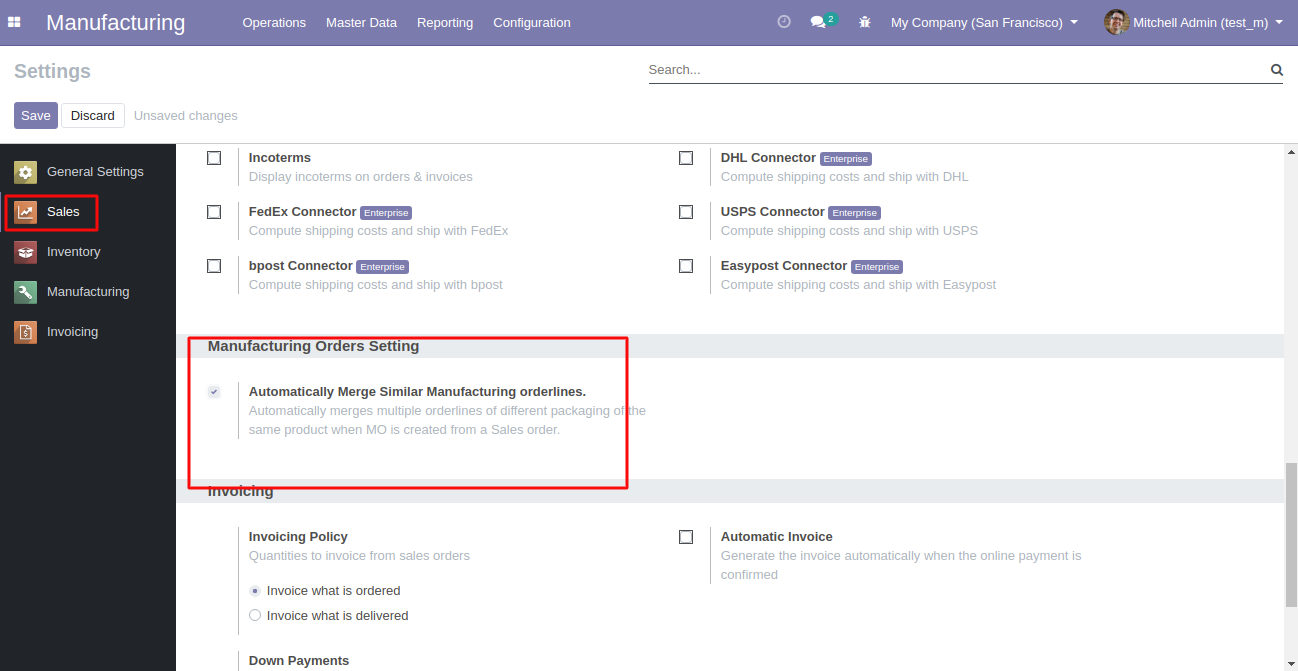 Manufacturing Operations Master Data Reporting Configuration 2 My Company (San Francisco) Mitchell Admin (test_m)
Settings
Search...
Save Discard Unsaved changes
General Settings
Sales
Inventory
Manufacturing
Invoicing
Incoterms
Display incoterms on orders & invoices
DHL Connector Enterprise
Compute shipping costs and ship with DHL
FedEx Connector Enterprise
Compute shipping costs and ship with FedEx
USPS Connector Enterprise
Compute shipping costs and ship with USPS
bpost Connector Enterprise
Compute shipping costs and ship with bpost
Easypost Connector Enterprise
Compute shipping costs and ship with Easypost
Manufacturing Orders Setting
Automatically Merge Similar Manufacturing orderlines.
Automatically merges multiple orderlines of different packaging of the
same product when MO is created from a Sales order.
Invoicing
Invoicing Policy
Quantities to invoice from sales orders
Invoice what is ordered
Invoice what is delivered
Automatic Invoice
Generate the invoice automatically when the online payment is
confirmed
Down Payments